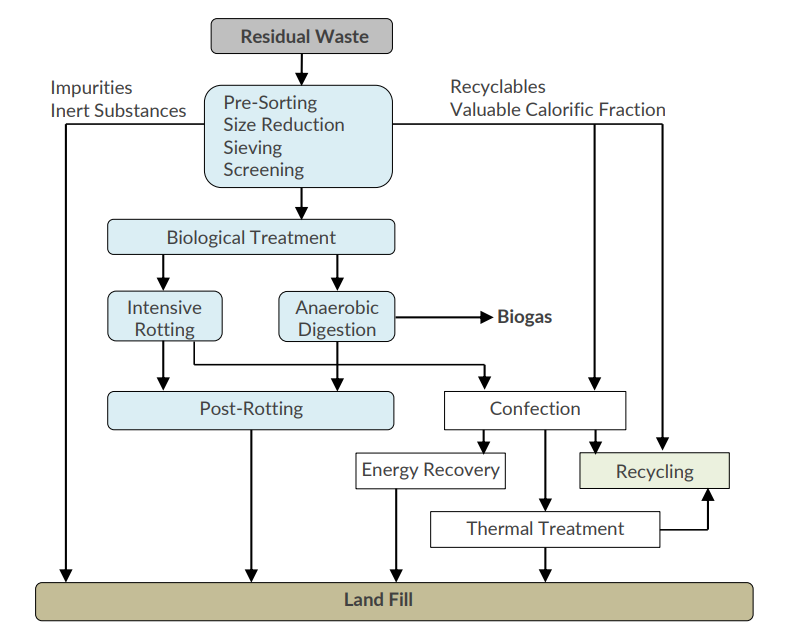 Residual Waste
Impurities
Inert Substances
Pre-Sorting
Size Reduction
Sieving
Screening
Recyclables
Valuable Calorific Fraction
Biological Treatment
Intensive
Rotting
Anaerobic
Digestion
Biogas
Post-Rotting
Confection
Energy Recovery
Recycling
Thermal Treatment
Land Fill